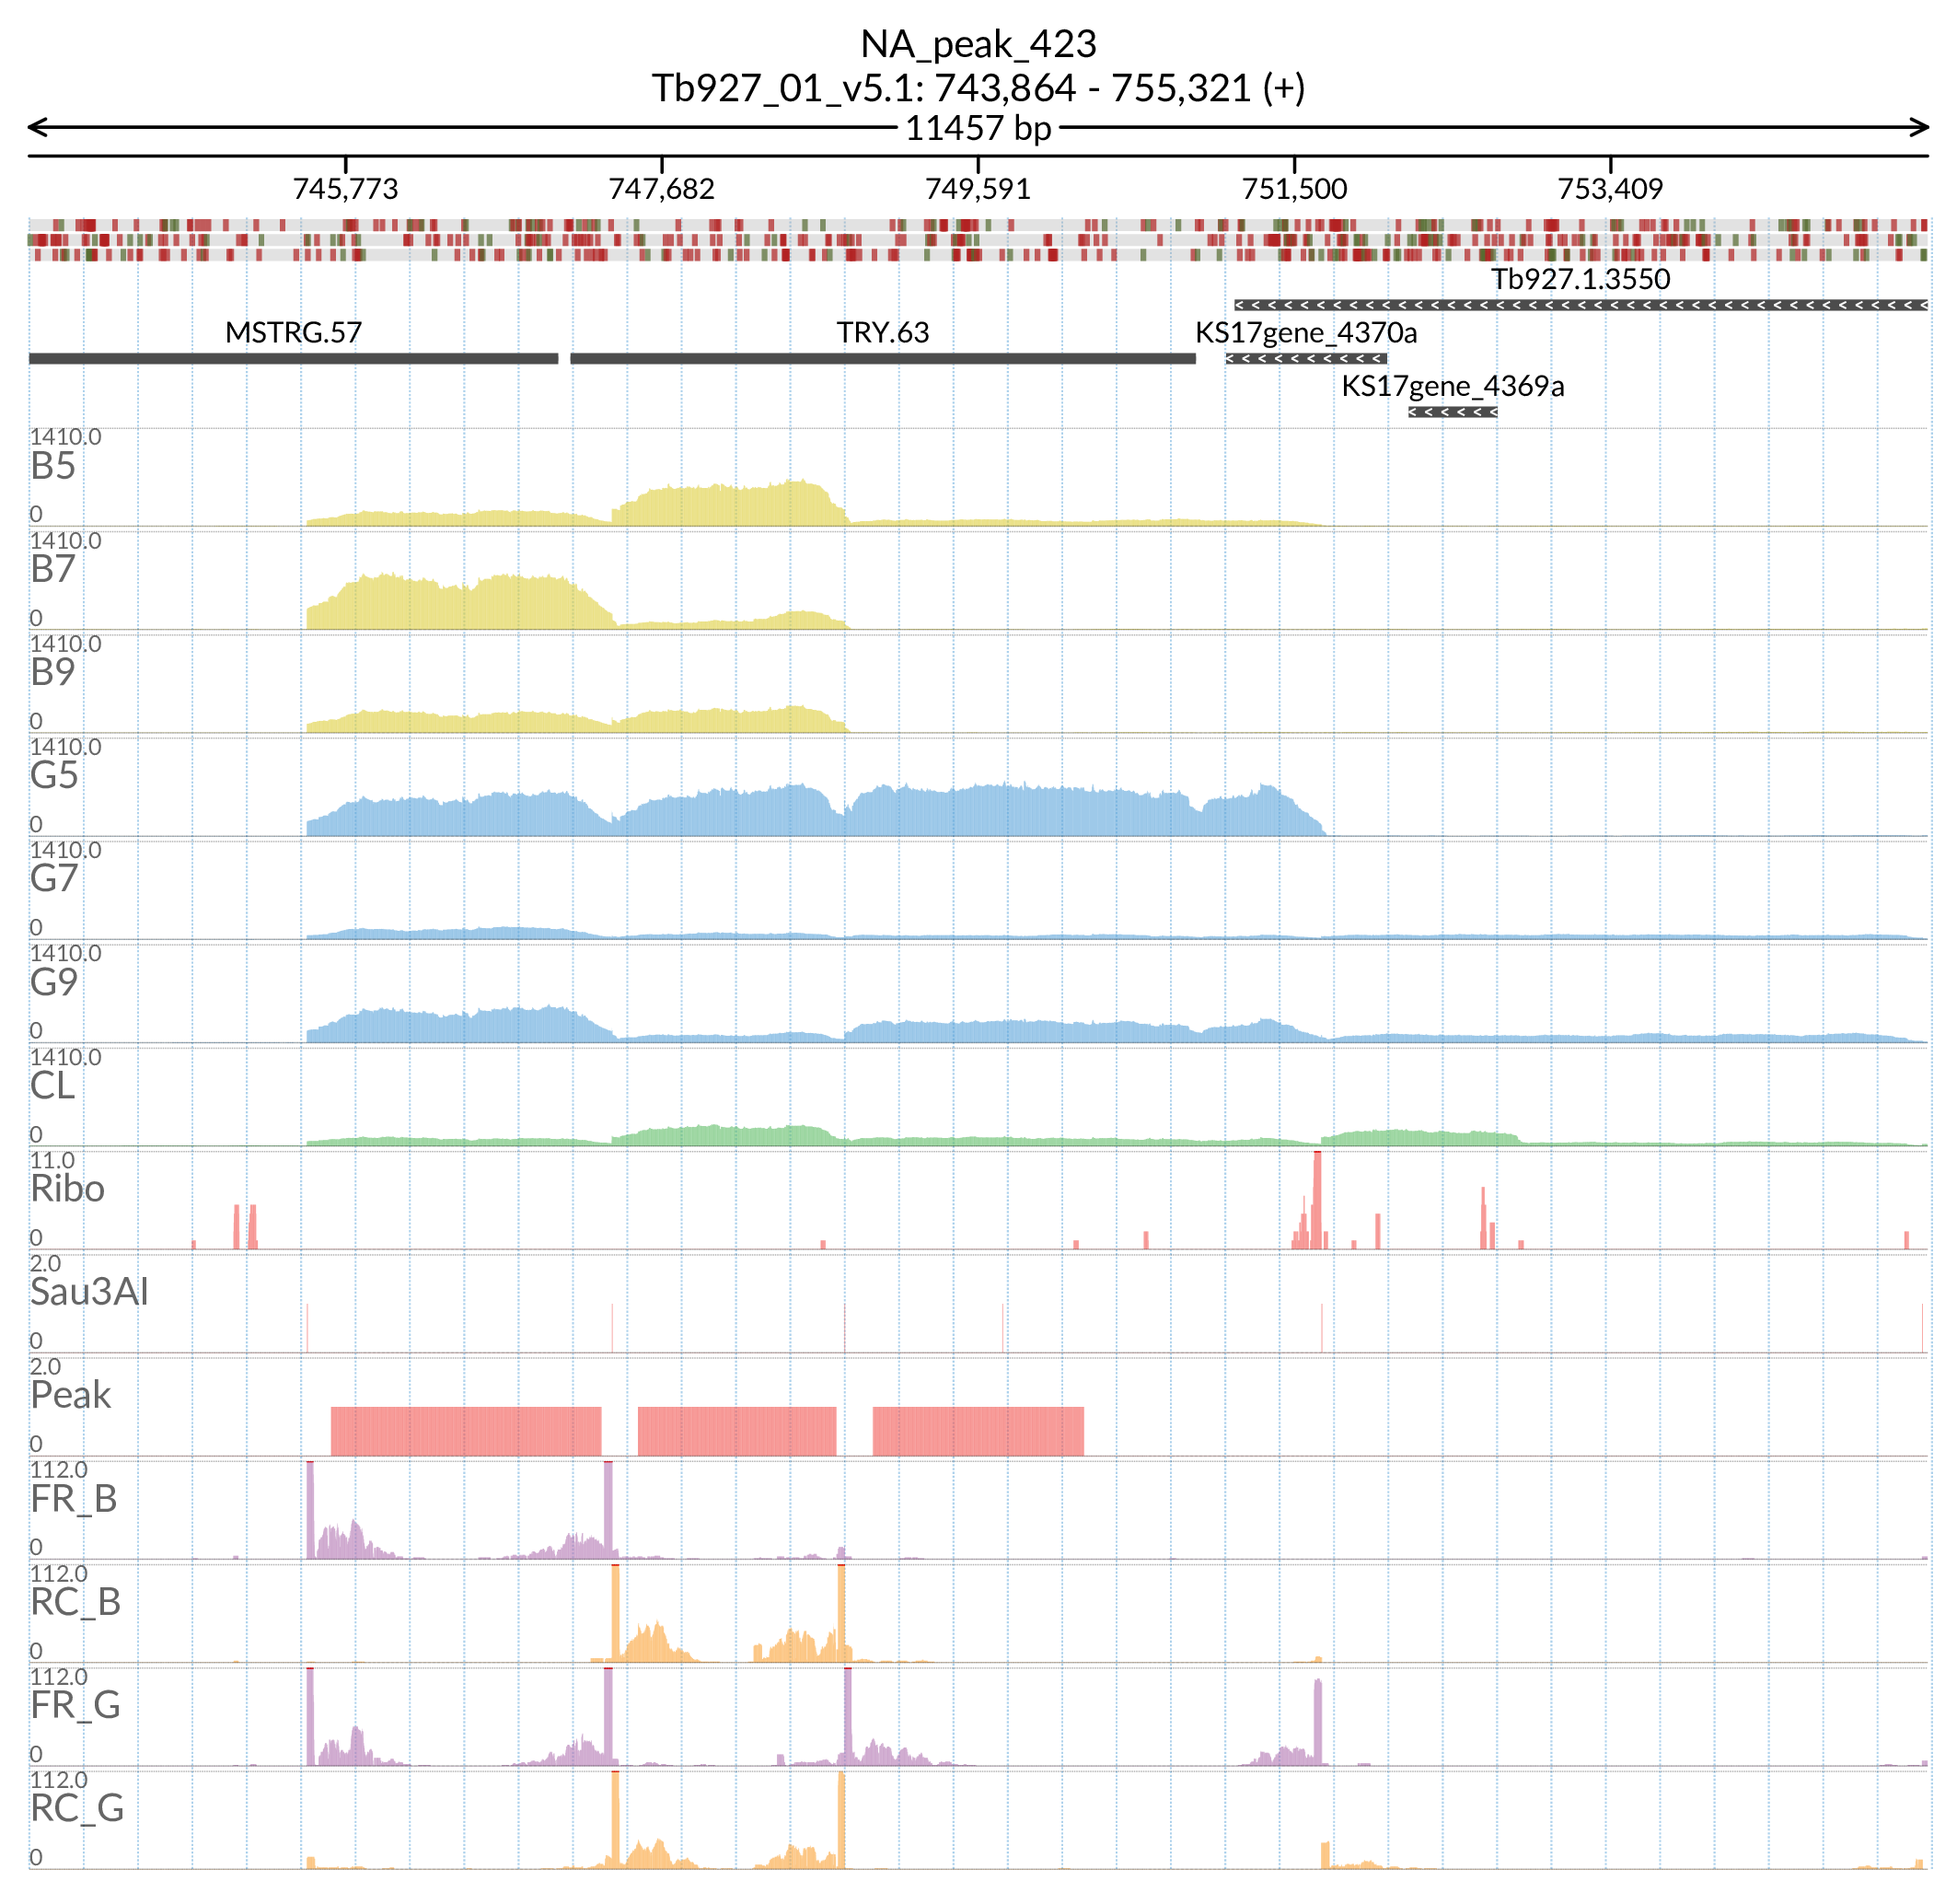 NA_peak_423
Tb927_01_v5.1: 743,864 - 755,321 (+)
11457 bp
745,773 747,682 749,591 751,500 753,409
Tb927.1.3550
MSTRG.57 TRY.63 KS17gene_4370a
KS17gene_4369a
1410.0
B5
0
1410.0
B7
0
1410.0
B9
0
1410.0
G5
0
1410.0
G7
0
1410.0
G9
0
1410.0
CL
0
11.0
Ribo
0
2.0
Sau3AI
0
2.0
Peak
0
112.0
FR_B
0
112.0
RC_B
0
112.0
FR_G
0
112.0
RC_G
0